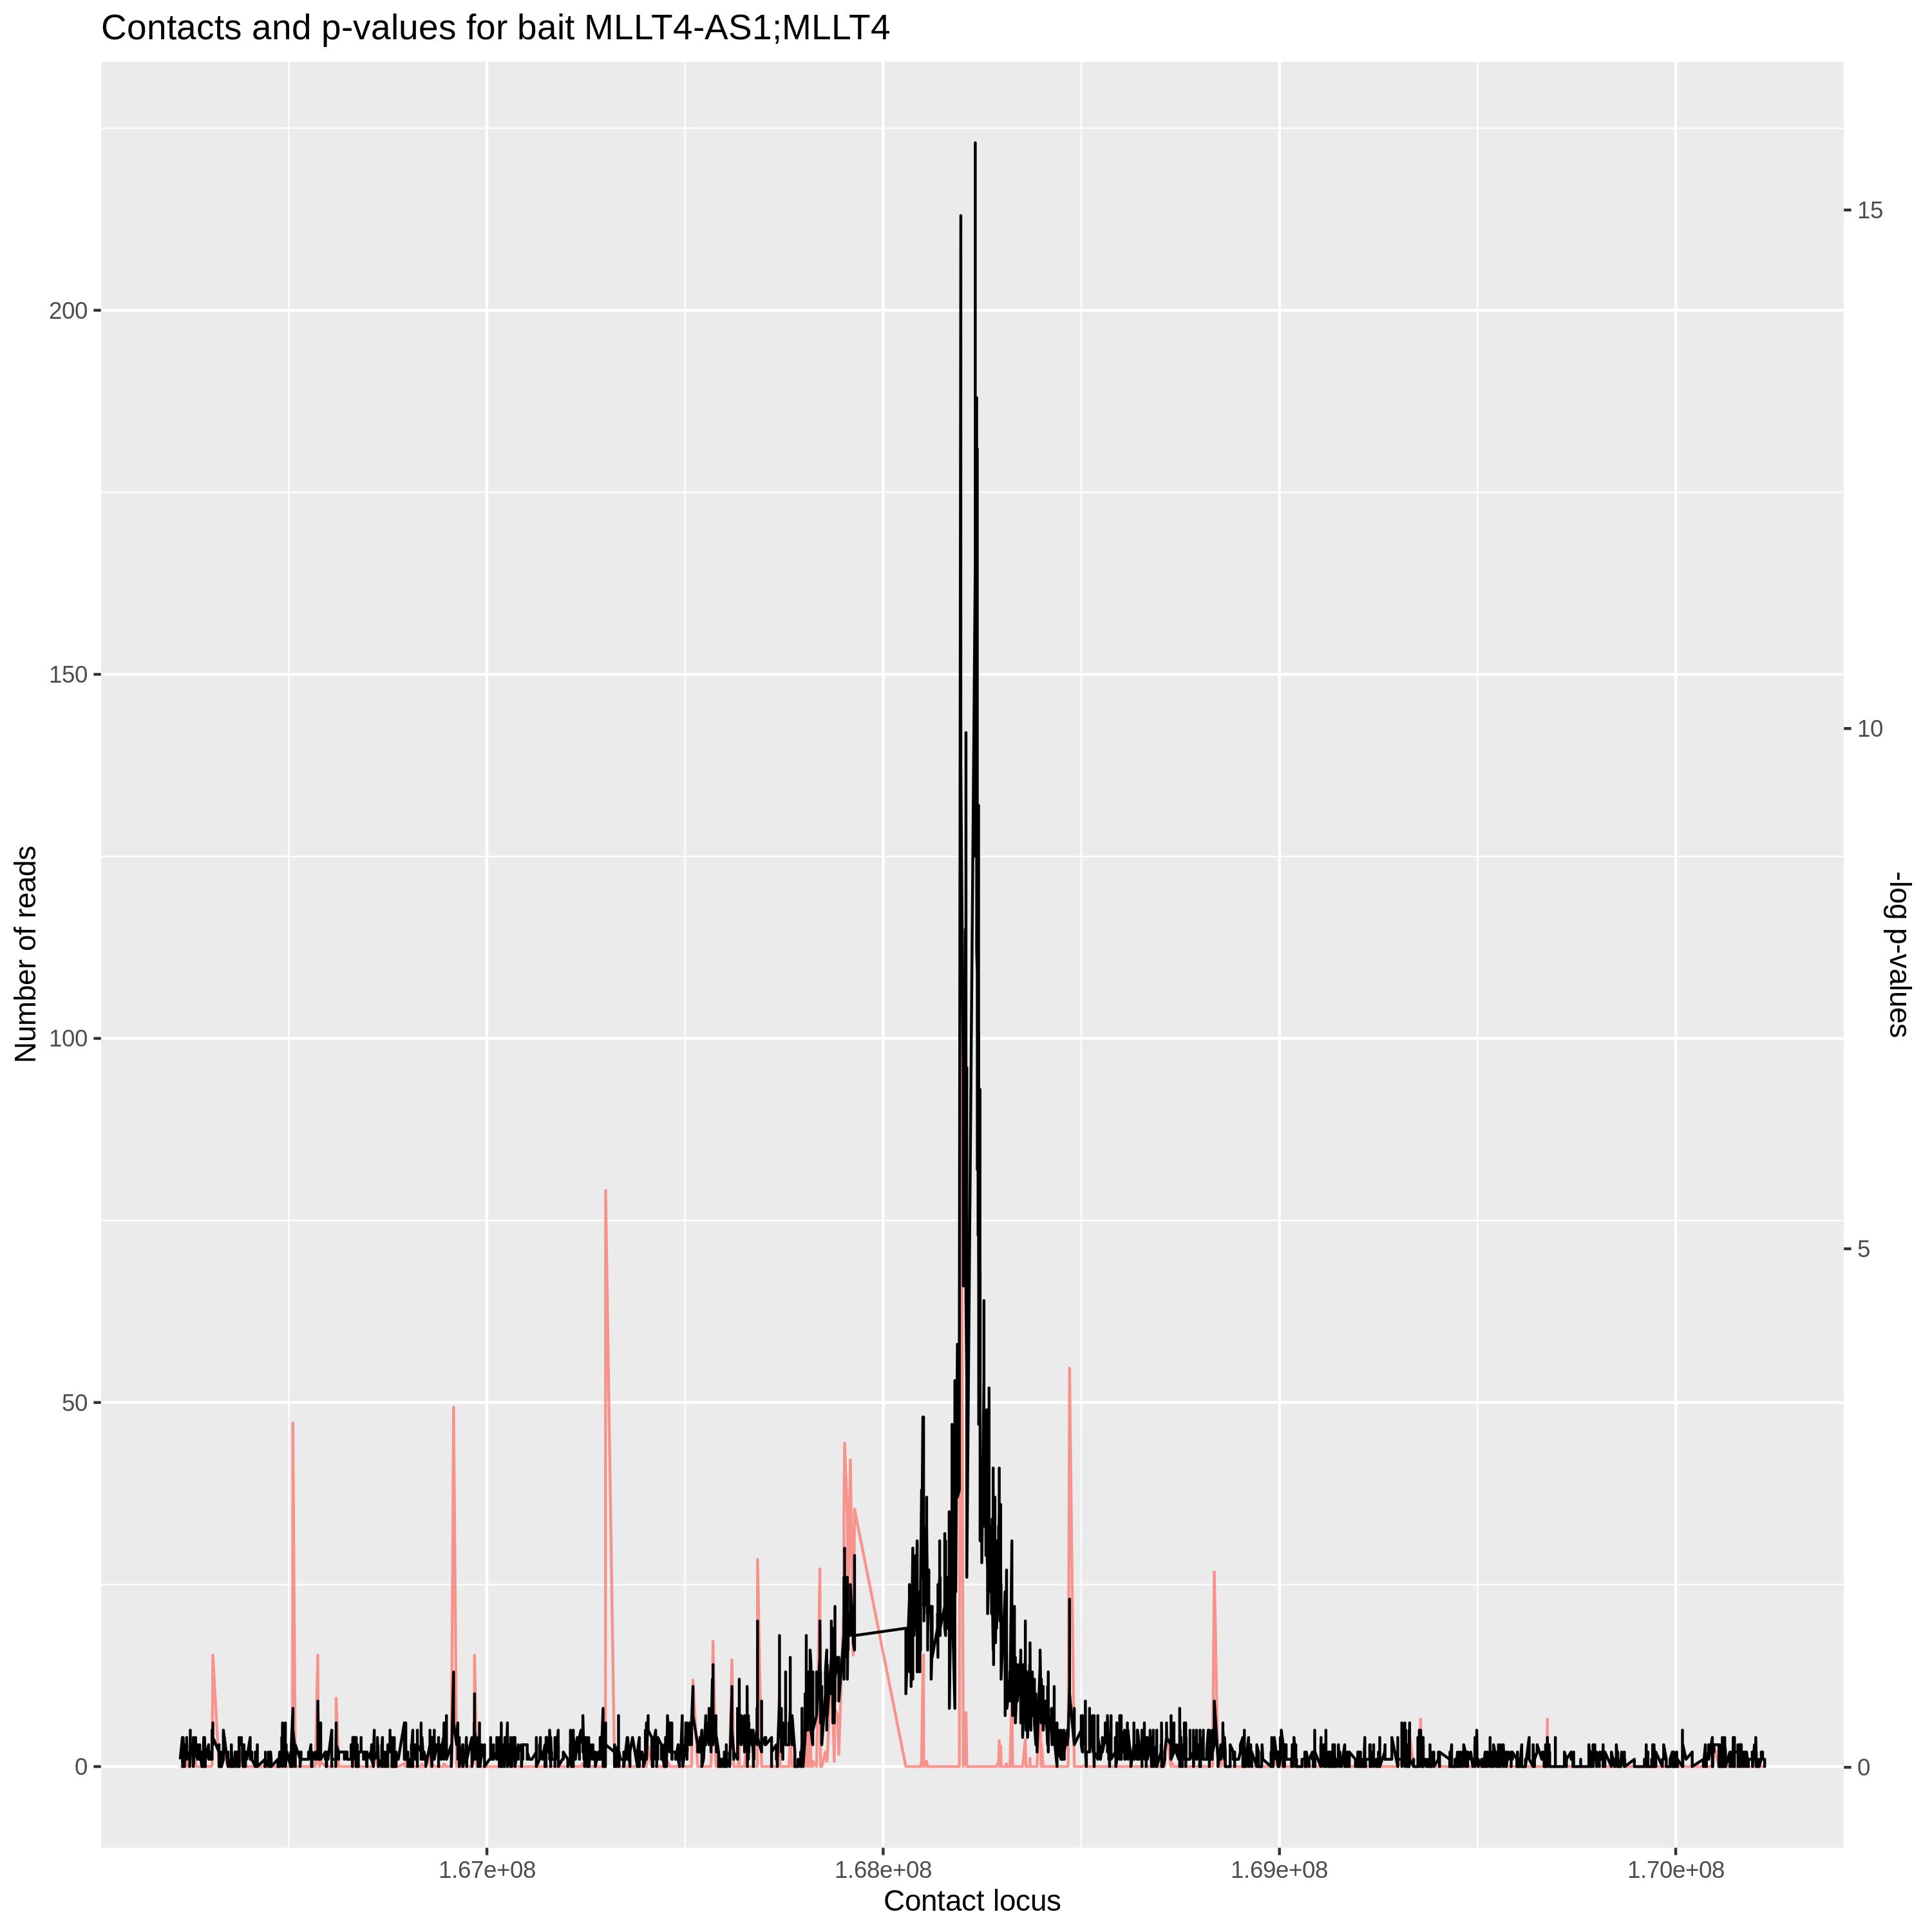 Contacts and p-values for bait MLLT4-AS1;MLLT4
Number of reads
200
150
100
50
0
15
10
5
0
-log p-values
1.67e+08
1.68e+08
1.69e+08
1.70e+08
Contact locus